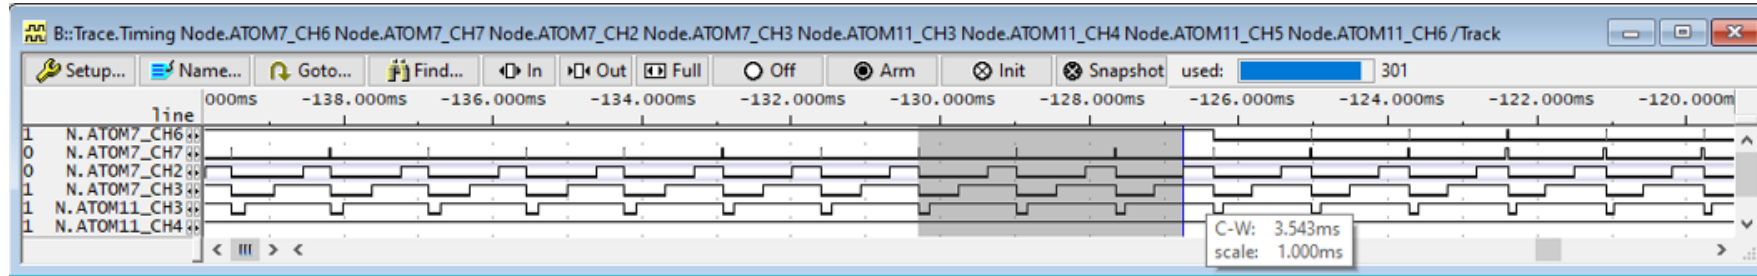 B::Trace.Timing Node.ATOM7_CH6 Node.ATOM7_CH7 Node.ATOM7_CH2 Node.ATOM7_CH3 Node.ATOM11_CH3 Node.ATOM11_CH4 Node.ATOM11_CH5 Node.ATOM11_CH6 /Track
Setup... Name... Goto... Find... In Out Full Off Arm Init Snapshot used: 301
000ms -138.000ms -136.000ms -134.000ms -132.000ms -130.000ms -128.000ms -126.000ms -124.000ms -122.000ms -120.000m
line
1 N.ATOM7_CH6
0 N.ATOM7_CH7
0 N.ATOM7_CH2
1 N.ATOM7_CH3
1 N.ATOM11_CH3
1 N.ATOM11_CH4
C-W: 3.543ms
scale: 1.000ms